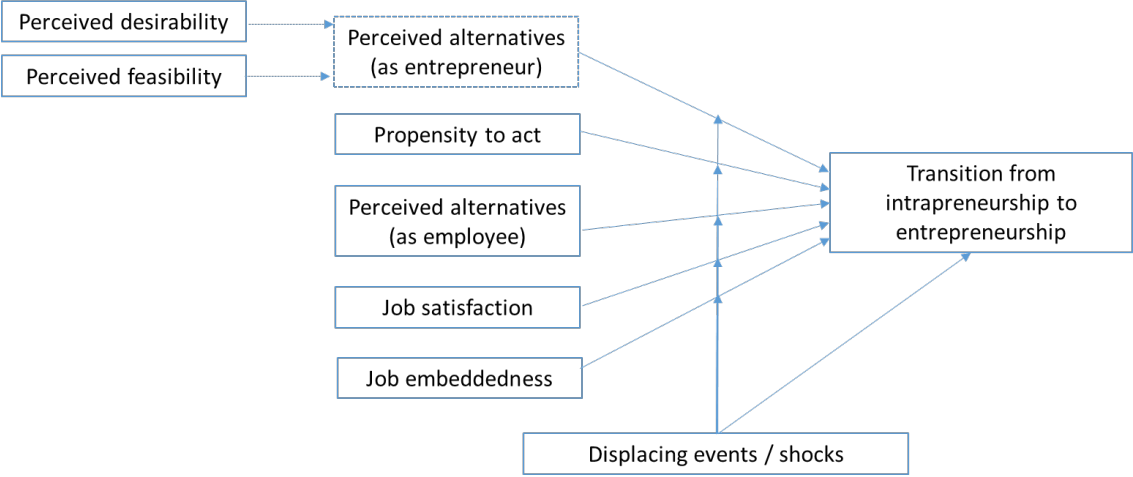 Perceived desirability
Perceived feasibility
Perceived alternatives
(as entrepreneur)
Propensity to act
Perceived alternatives
(as employee)
Job satisfaction
Job embeddedness
Transition from
intrapreneurship to
entrepreneurship
Displacing events / shocks